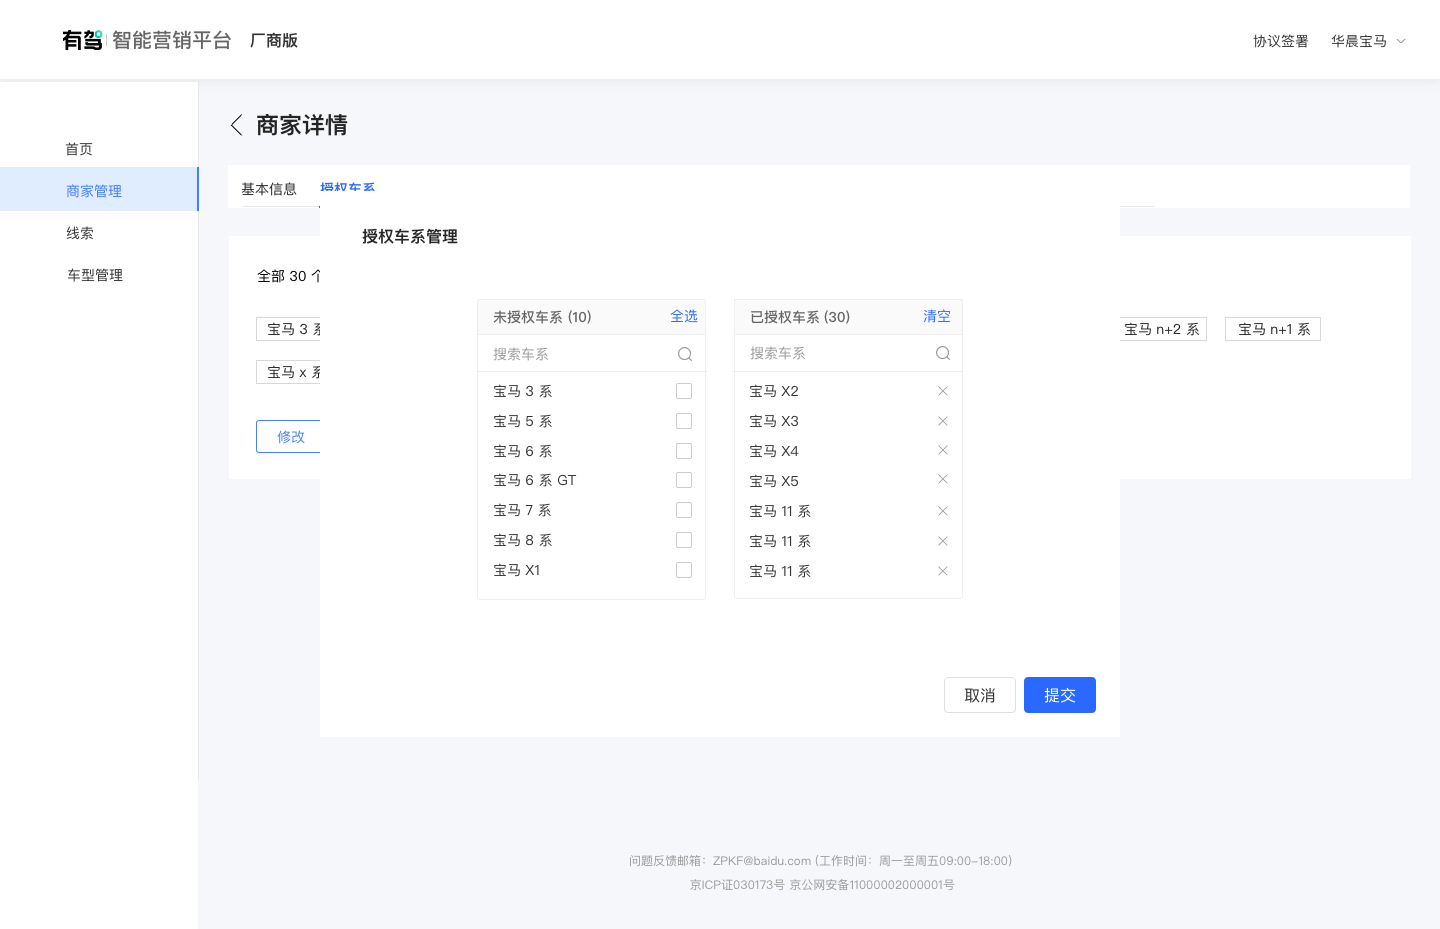 有驾 智能营销平台 厂商版
协议签署 华晨宝马
首页
商家管理
线索
车型管理
商家详情
基本信息 授权车系
全部 30 个
宝马 3 系
宝马 n+2 系 宝马 n+1 系
宝马 x 系
修改
授权车系管理
未授权车系 (10) 全选
搜索车系
宝马 3 系
宝马 5 系
宝马 6 系
宝马 6 系 GT
宝马 7 系
宝马 8 系
宝马 X1
已授权车系 (30) 清空
搜索车系
宝马 X2
宝马 X3
宝马 X4
宝马 X5
宝马 11 系
宝马 11 系
宝马 11 系
取消 提交
问题反馈邮箱：ZPKF@baidu.com (工作时间：周一至周五09:00-18:00)
京ICP证030173号 京公网安备11000002000001号